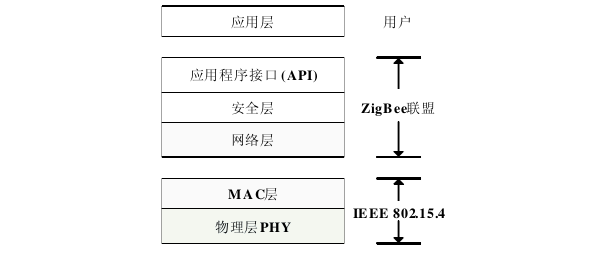 应用层 用户
应用程序接口(API)
安全层 ZigBee联盟
网络层
MAC层
IEEE 802.15.4
物理层PHY